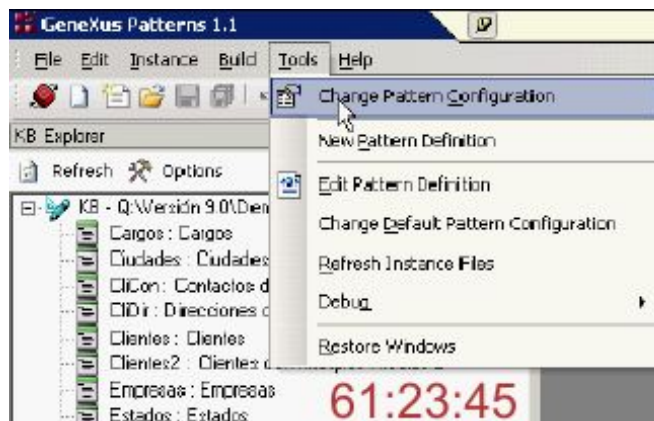 GeneXus Patterns 1.1
File Edit Instance Build Tools Help
Change Pattern Configuration
KB Explorer
New Pattern Definition
Refresh Options
Edit Pattern Definition
KB - Q:\Versión 9.0\Dem
Change Default Pattern Configuration
Cargos : Cargos
Ciudades : Ciudades
Refresh Instance Files
CliCon : Contactos d
CliDir : Direcciones c
Debug
Clientes : Clientes
Restore Windows
Clientes2 : Clientes
Empresas : Empresas
61:23:45
Estados : Estados